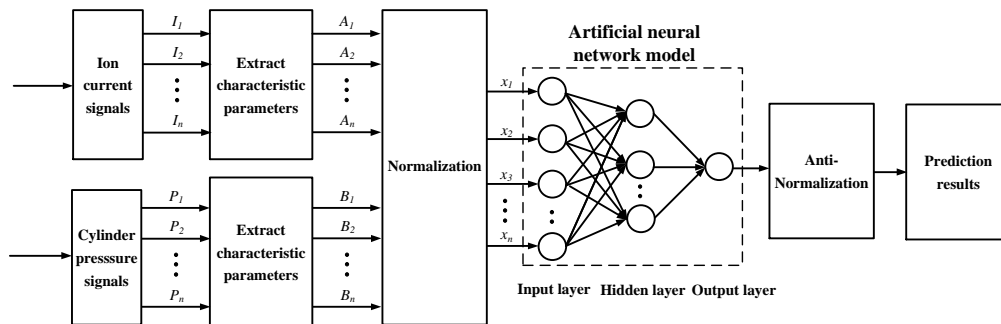 I1
I2
In
Ion
current
signals
Extract
characteristic
parameters
A1
A2
An
P1
P2
Pn
Cylinder
presssure
signals
Extract
characteristic
parameters
B1
B2
Bn
Normalization
x1
x2
x3
xn
Artificial neural
network model
Input layer Hidden layer Output layer
Anti-
Normalization
Prediction
results